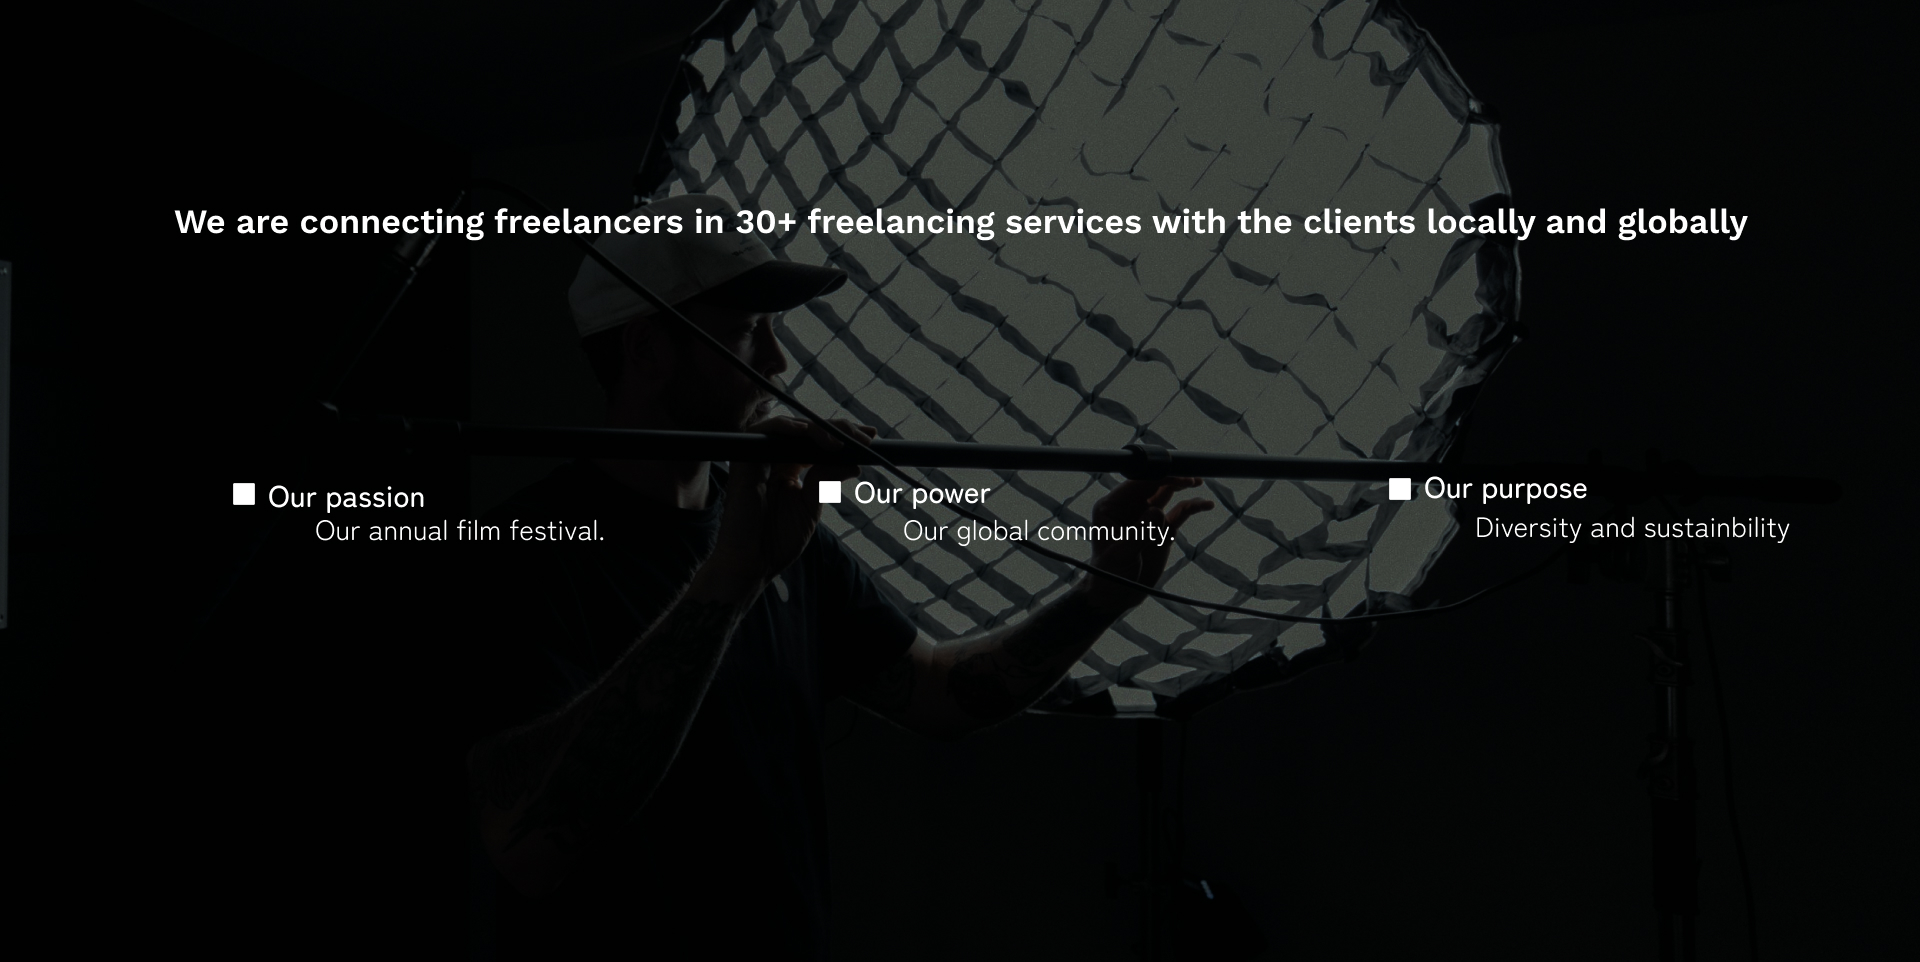 We are connecting freelancers in 30+ freelancing services with the clients locally and globally
Our passion
Our annual film festival.
Our power
Our global community.
Our purpose
Diversity and sustainbility